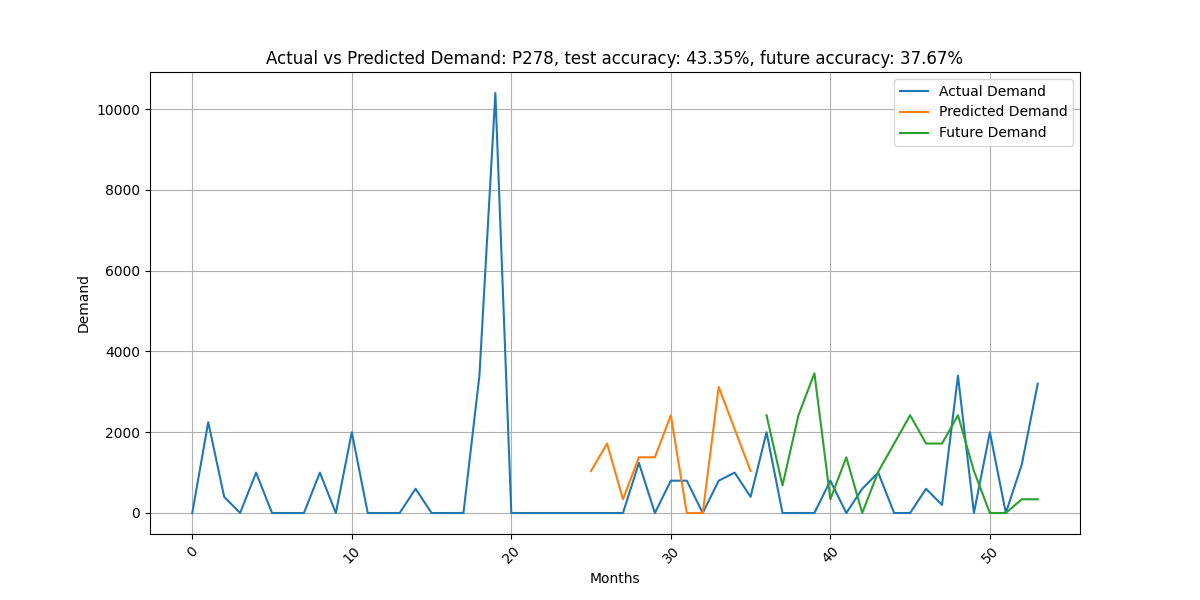 Actual vs Predicted Demand: P278, test accuracy: 43.35%, future accuracy: 37.67%
Actual Demand
Predicted Demand
Future Demand
10000
8000
6000
4000
2000
0
Demand
0 10 20 30 40 50
Months